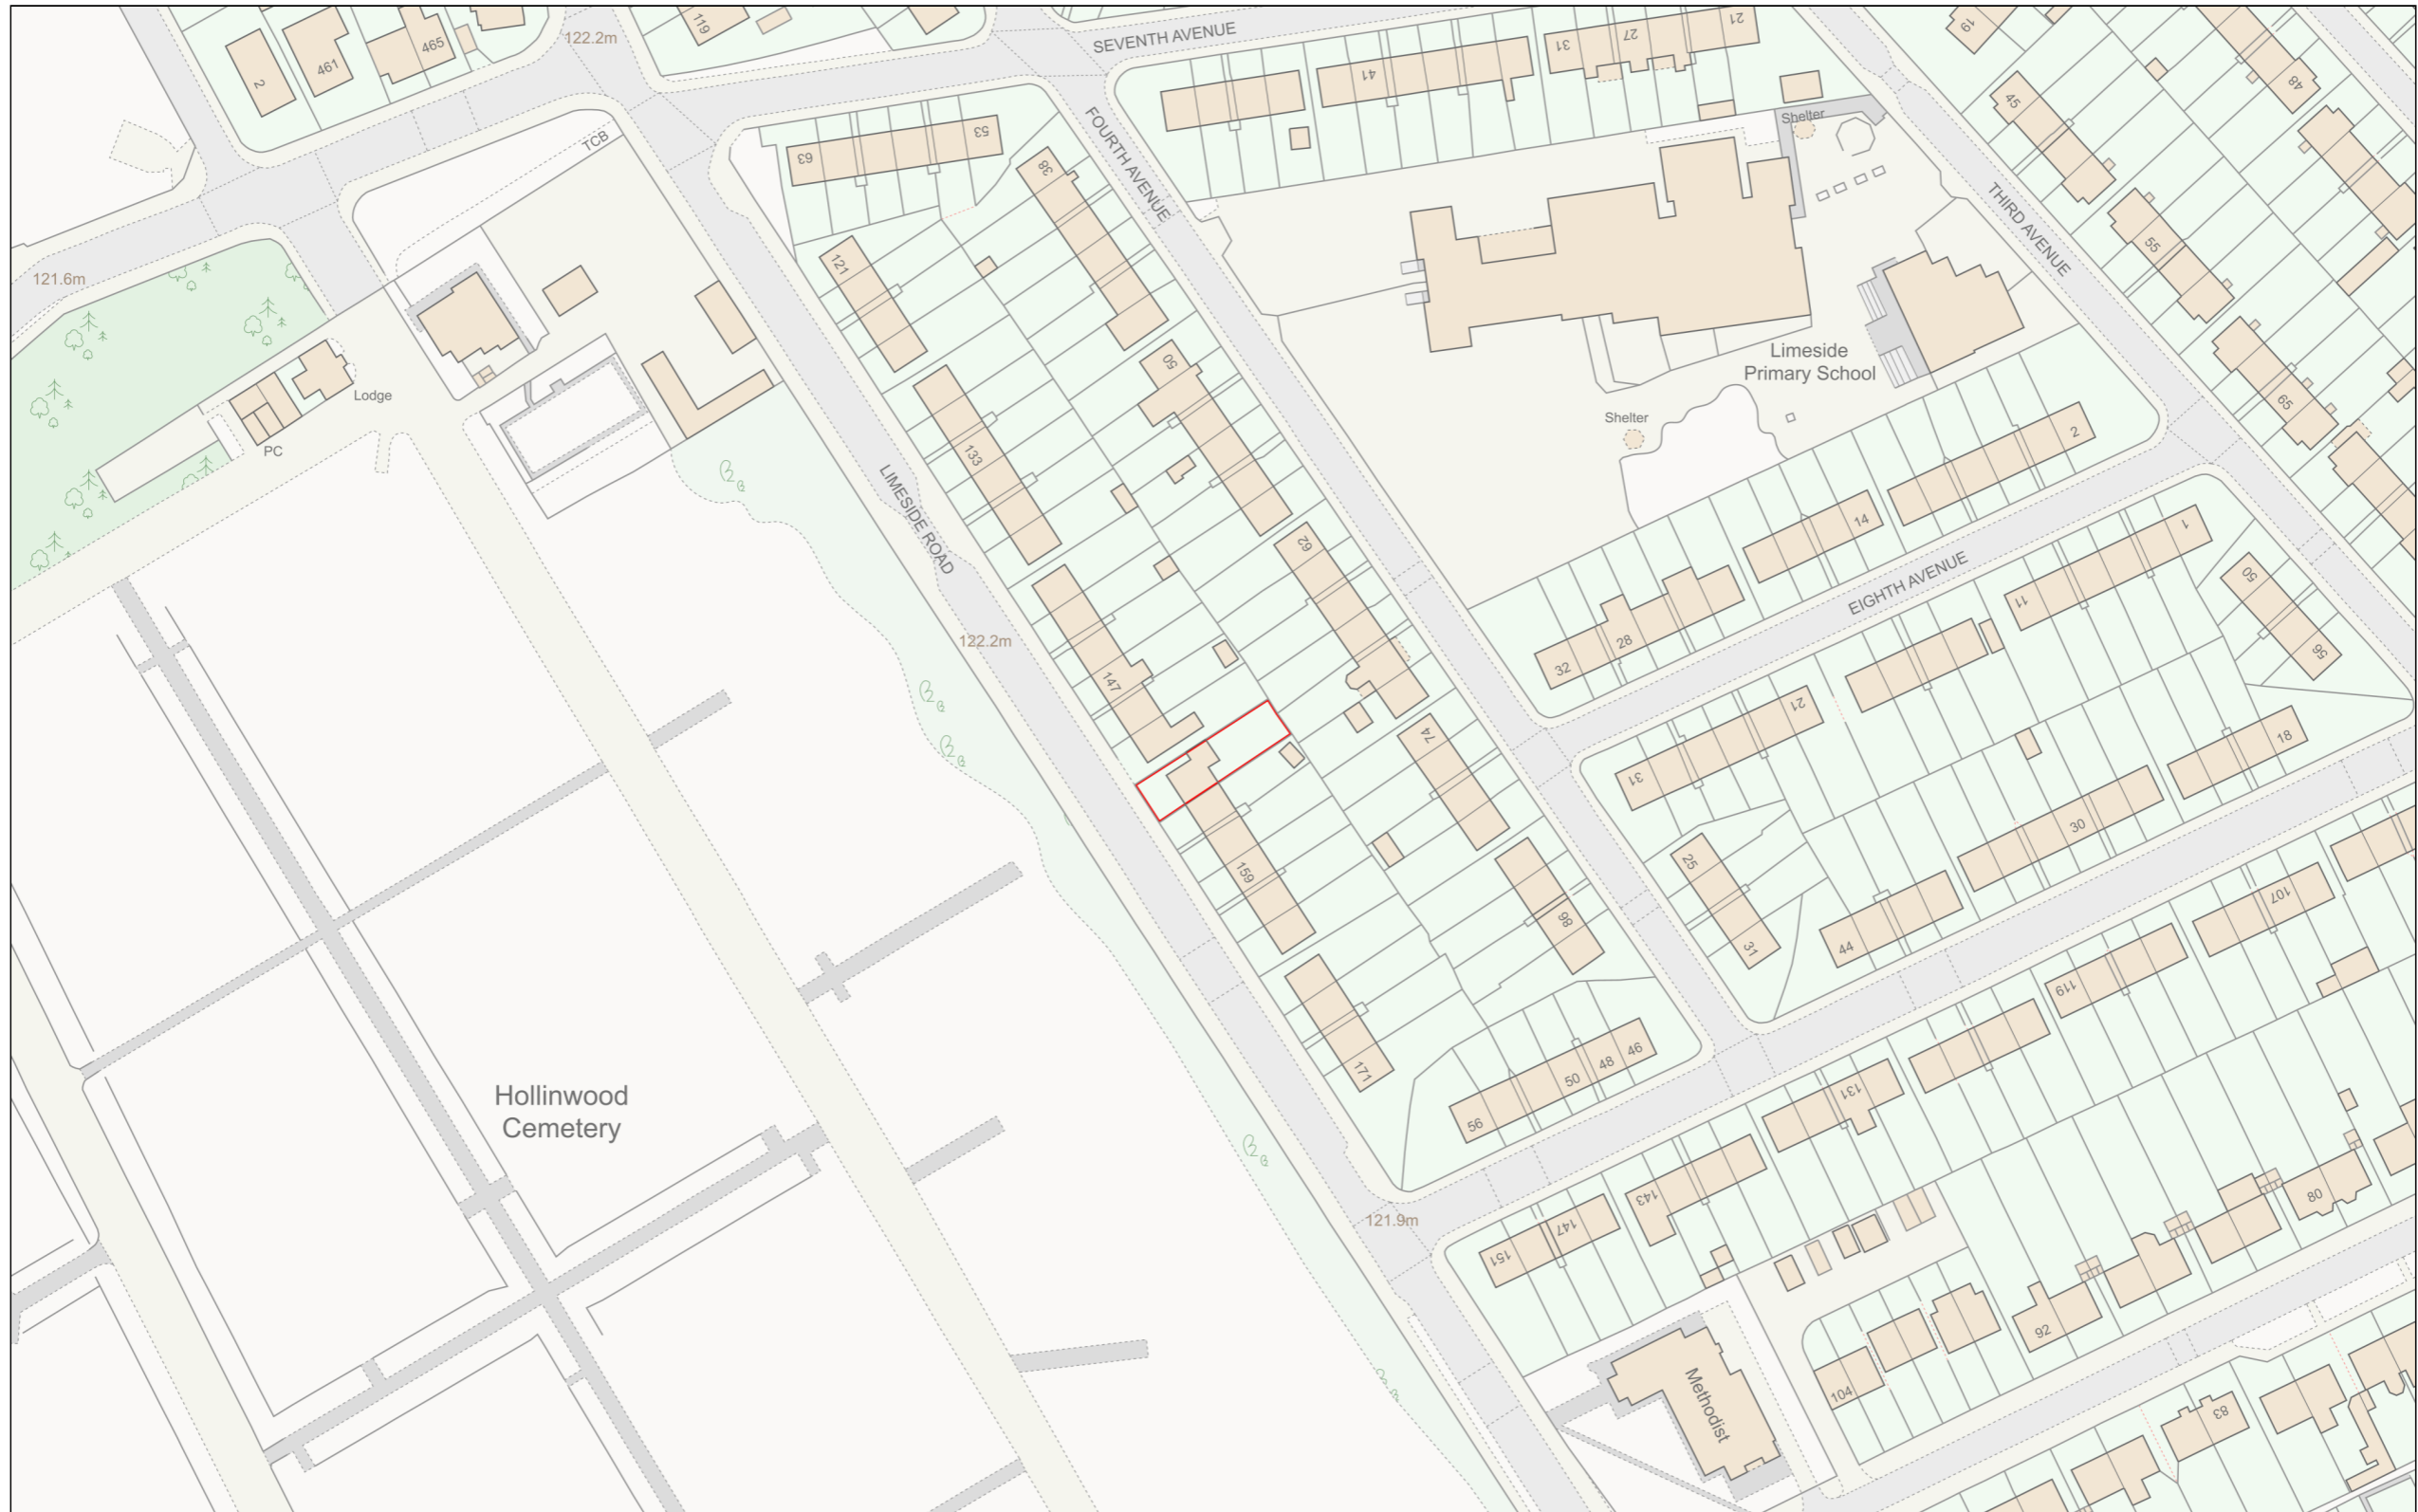 119
SEVENTH AVENUE
21
27
31
41
19
48
45
55
65
122.2m
465
461
2
TCB
53
63
38
FOURTH AVENUE
Shelter
THIRD AVENUE
121.6m
121
50
Limeside
Primary School
Lodge
PC
133
LIMESIDE ROAD
Shelter
2
14
62
EIGHTH AVENUE
1
11
50
56
28
32
122.2m
147
21
31
74
18
30
159
25
31
44
86
107
119
Hollinwood
Cemetery
171
46
48
50
56
131
143
147
151
121.9m
80
92
104
Methodist
83